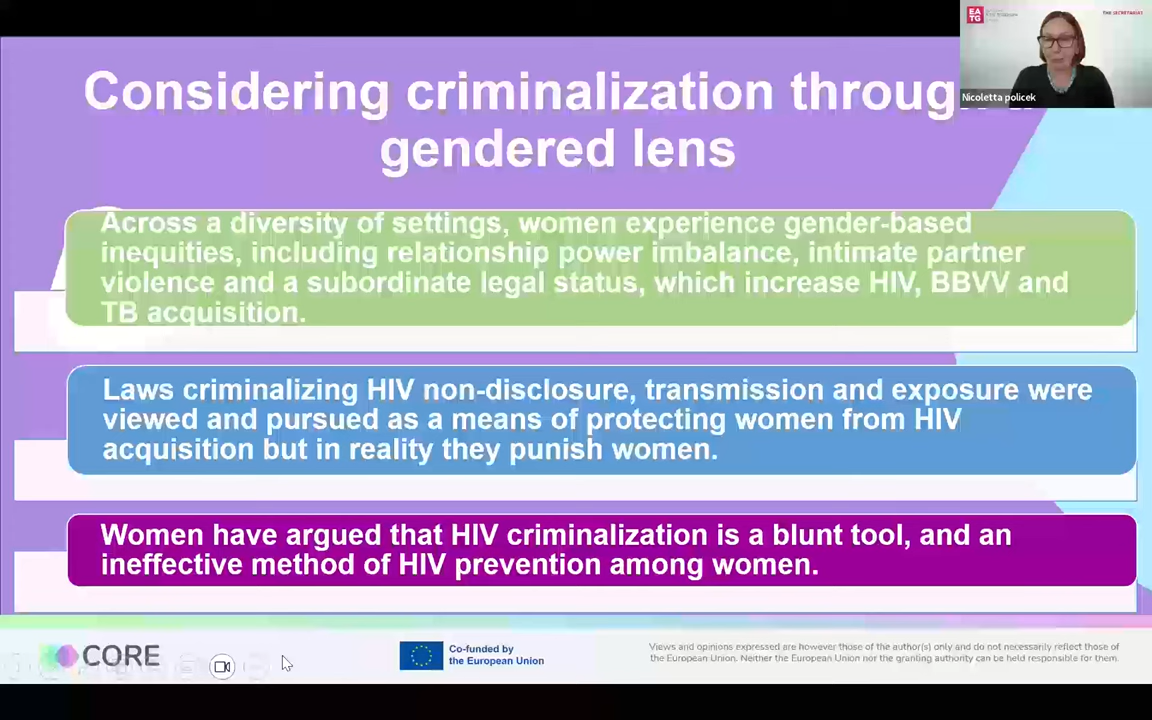 EA
TG
Nicoletta policek
Considering criminalization through
gendered lens
Across a diversity of settings, women experience gender-based
inequities, including relationship power imbalance, intimate partner
violence and a subordinate legal status, which increase HIV, BBVV and
TB acquisition.
Laws criminalizing HIV non-disclosure, transmission and exposure were
viewed and pursued as a means of protecting women from HIV
acquisition but in reality they punish women.
Women have argued that HIV criminalization is a blunt tool, and an
ineffective method of HIV prevention among women.
CORE
Co-funded by
the European Union
Views and opinions expressed are however those of the author(s) only and do not necessarily reflect those of
the European Union. Neither the European Union nor the granting authority can be held responsible for them.